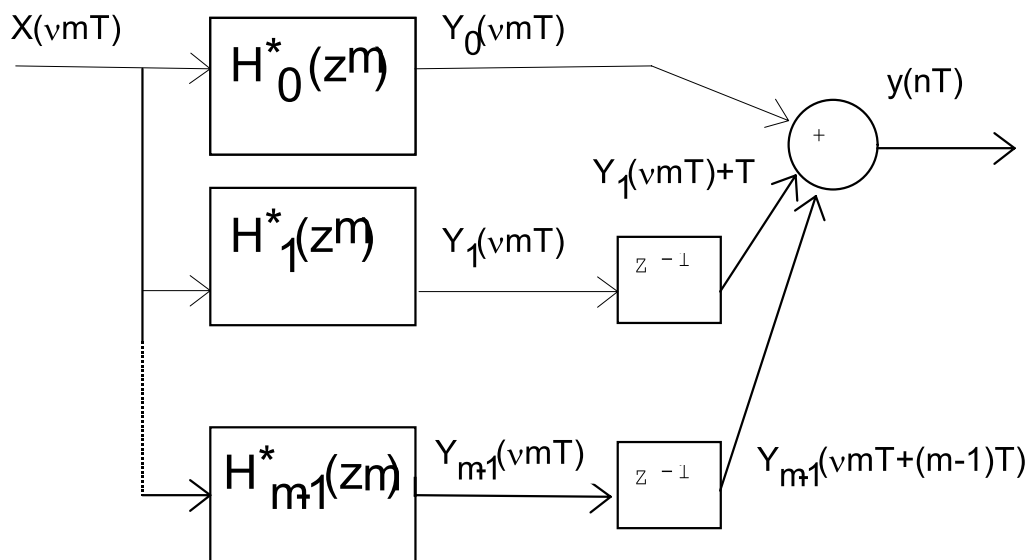 X(νmT)
H*0(zm)
Y0(νmT)
y(nT)
+
Y1(νmT)+T
H*1(zm)
Y1(νmT)
z −1
H*m-1(zm)
Ym-1(νmT)
z −1
Ym-1(νmT+(m-1)T)